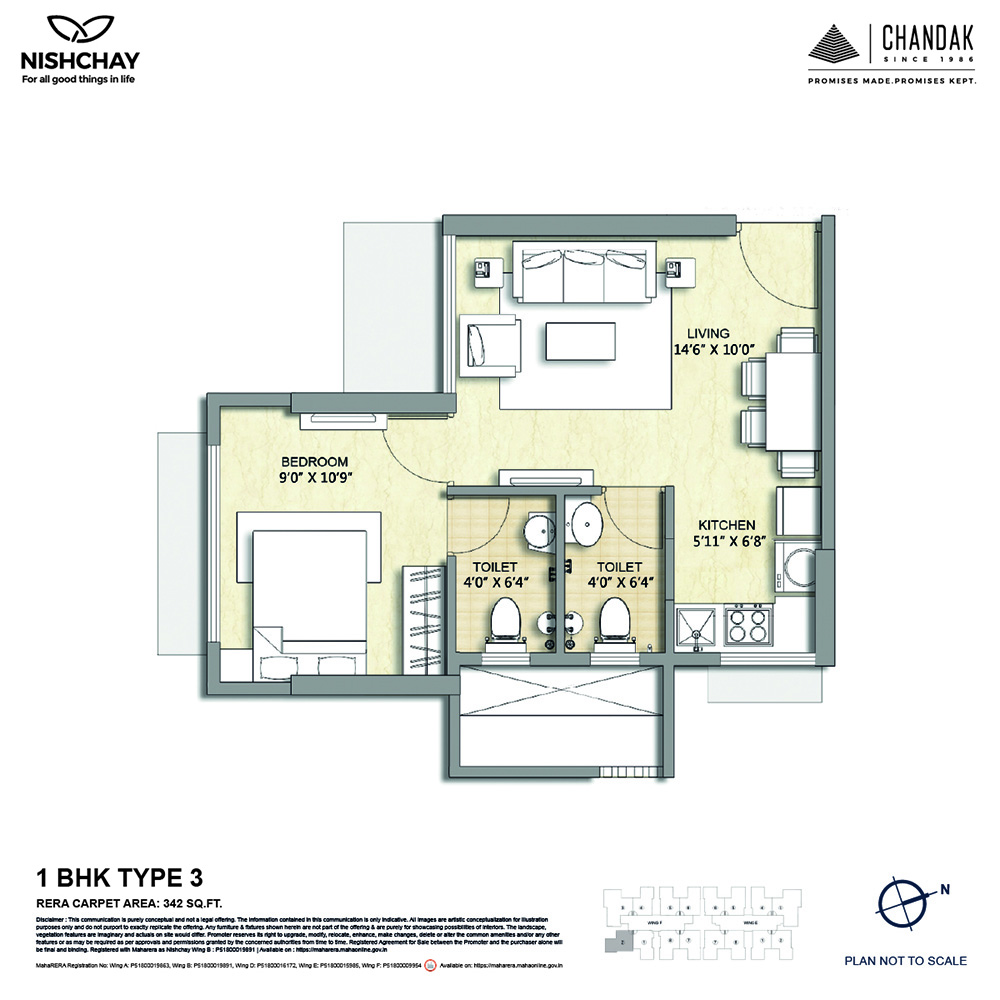 NISHCHAY
For all good things in life
CHANDAK
SINCE 1986
PROMISES MADE.PROMISES KEPT.
LIVING
14'6" X 10'0"
BEDROOM
9'0" X 10'9"
KITCHEN
5'11" X 6'8"
TOILET
4'0" X 6'4"
TOILET
4'0" X 6'4"
1 BHK TYPE 3
RERA CARPET AREA: 342 SQ.FT.
Disclaimer : This communication is purely conceptual and not a legal offering. The information contained in this communication is only indicative. All images are artistic conceptualization for illustration
purposes only and do not purport to exactly replicate the offering. Any furniture & fixtures shown herein are not part of the offering & are purely for showcasing possibilities of interiors. The landscape,
vegetation features are imaginary and actuals on site would differ. Promoter reserves its right to upgrade, modify, relocate, enhance, make changes, delete or alter the common amenities and/or any other
features or as may be required as per approvals and permissions granted by the concerned authorities from time to time. Registered Agreement for Sale between the Promoter and the purchaser alone will
be final and binding. Registered with Maharera as Nishchay Wing B : P51800019891 | Available on : https://maharera.mahaonline.gov.in
MahaRERA Registration No: Wing A: P51800019863, Wing B: P51800019891, Wing D: P51800016172, Wing E: P51800015985, Wing F: P51800009954 Available on: https://maharera.mahaonline.gov.in
WING F
WING E
N
PLAN NOT TO SCALE